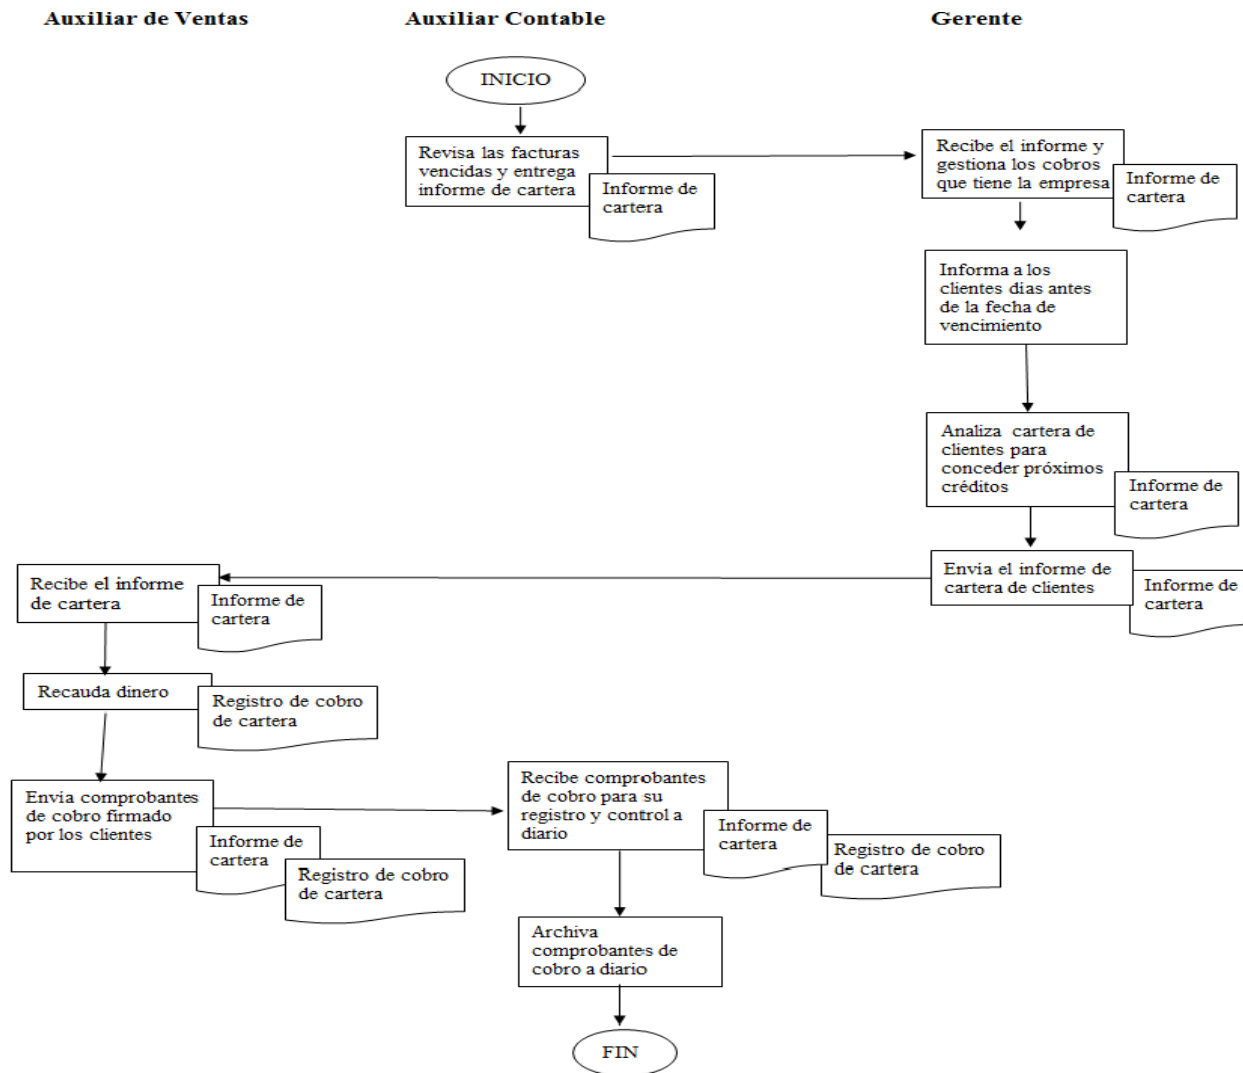 Auxiliar de Ventas
Auxiliar Contable
Gerente
INICIO
Revisa las facturas
vencidas y entrega
informe de cartera
Informe de
cartera
Recibe el informe y
gestiona los cobros
que tiene la empresa
Informe de
cartera
Informa a los
clientes días antes
de la fecha de
vencimiento
Analiza cartera de
clientes para
conceder próximos
créditos
Informe de
cartera
Envia el informe de
cartera de clientes
Informe de
cartera
Recibe el informe
de cartera
Informe de
cartera
Recauda dinero
Registro de cobro
de cartera
Envía comprobantes
de cobro firmado
por los clientes
Informe de
cartera
Registro de cobro
de cartera
Recibe comprobantes
de cobro para su
registro y control a
diario
Informe de
cartera
Registro de cobro
de cartera
Archiva
comprobantes de
cobro a diario
FIN